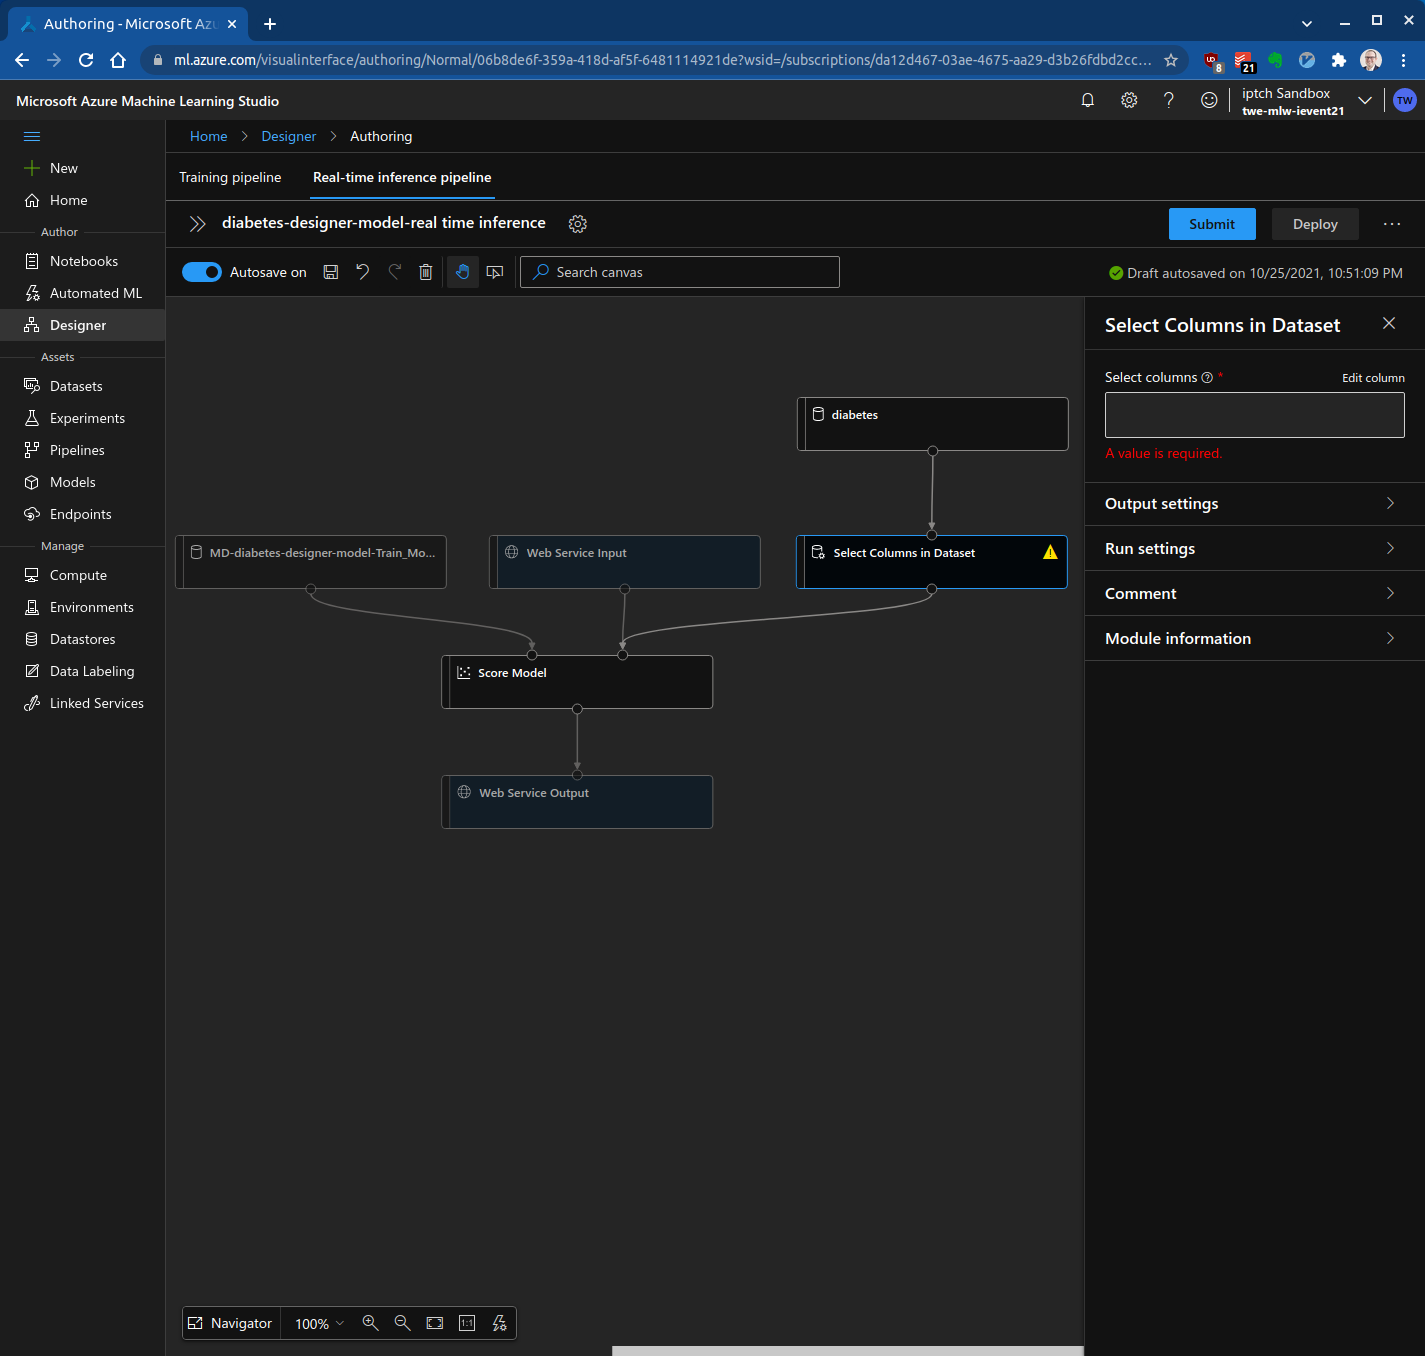 Authoring - Microsoft Azu
ml.azure.com/visualinterface/authoring/Normal/06b8de6f-359a-418d-af5f-6481114921de?wsid=/subscriptions/da12d467-03ae-4675-aa29-d3b26fdbd2cc...
8
21
Microsoft Azure Machine Learning Studio
iptch Sandbox
twe-mlw-ievent21
TW
New
Home
Author
Notebooks
Automated ML
Designer
Assets
Datasets
Experiments
Pipelines
Models
Endpoints
Manage
Compute
Environments
Datastores
Data Labeling
Linked Services
Home > Designer > Authoring
Training pipeline
Real-time inference pipeline
diabetes-designer-model-real time inference
Submit
Deploy
...
Autosave on
Search canvas
Draft autosaved on 10/25/2021, 10:51:09 PM
diabetes
MD-diabetes-designer-model-Train_Mo...
Web Service Input
Select Columns in Dataset
Score Model
Web Service Output
Select Columns in Dataset
Select columns *
Edit column
A value is required.
Output settings
Run settings
Comment
Module information
Navigator
100%
1:1